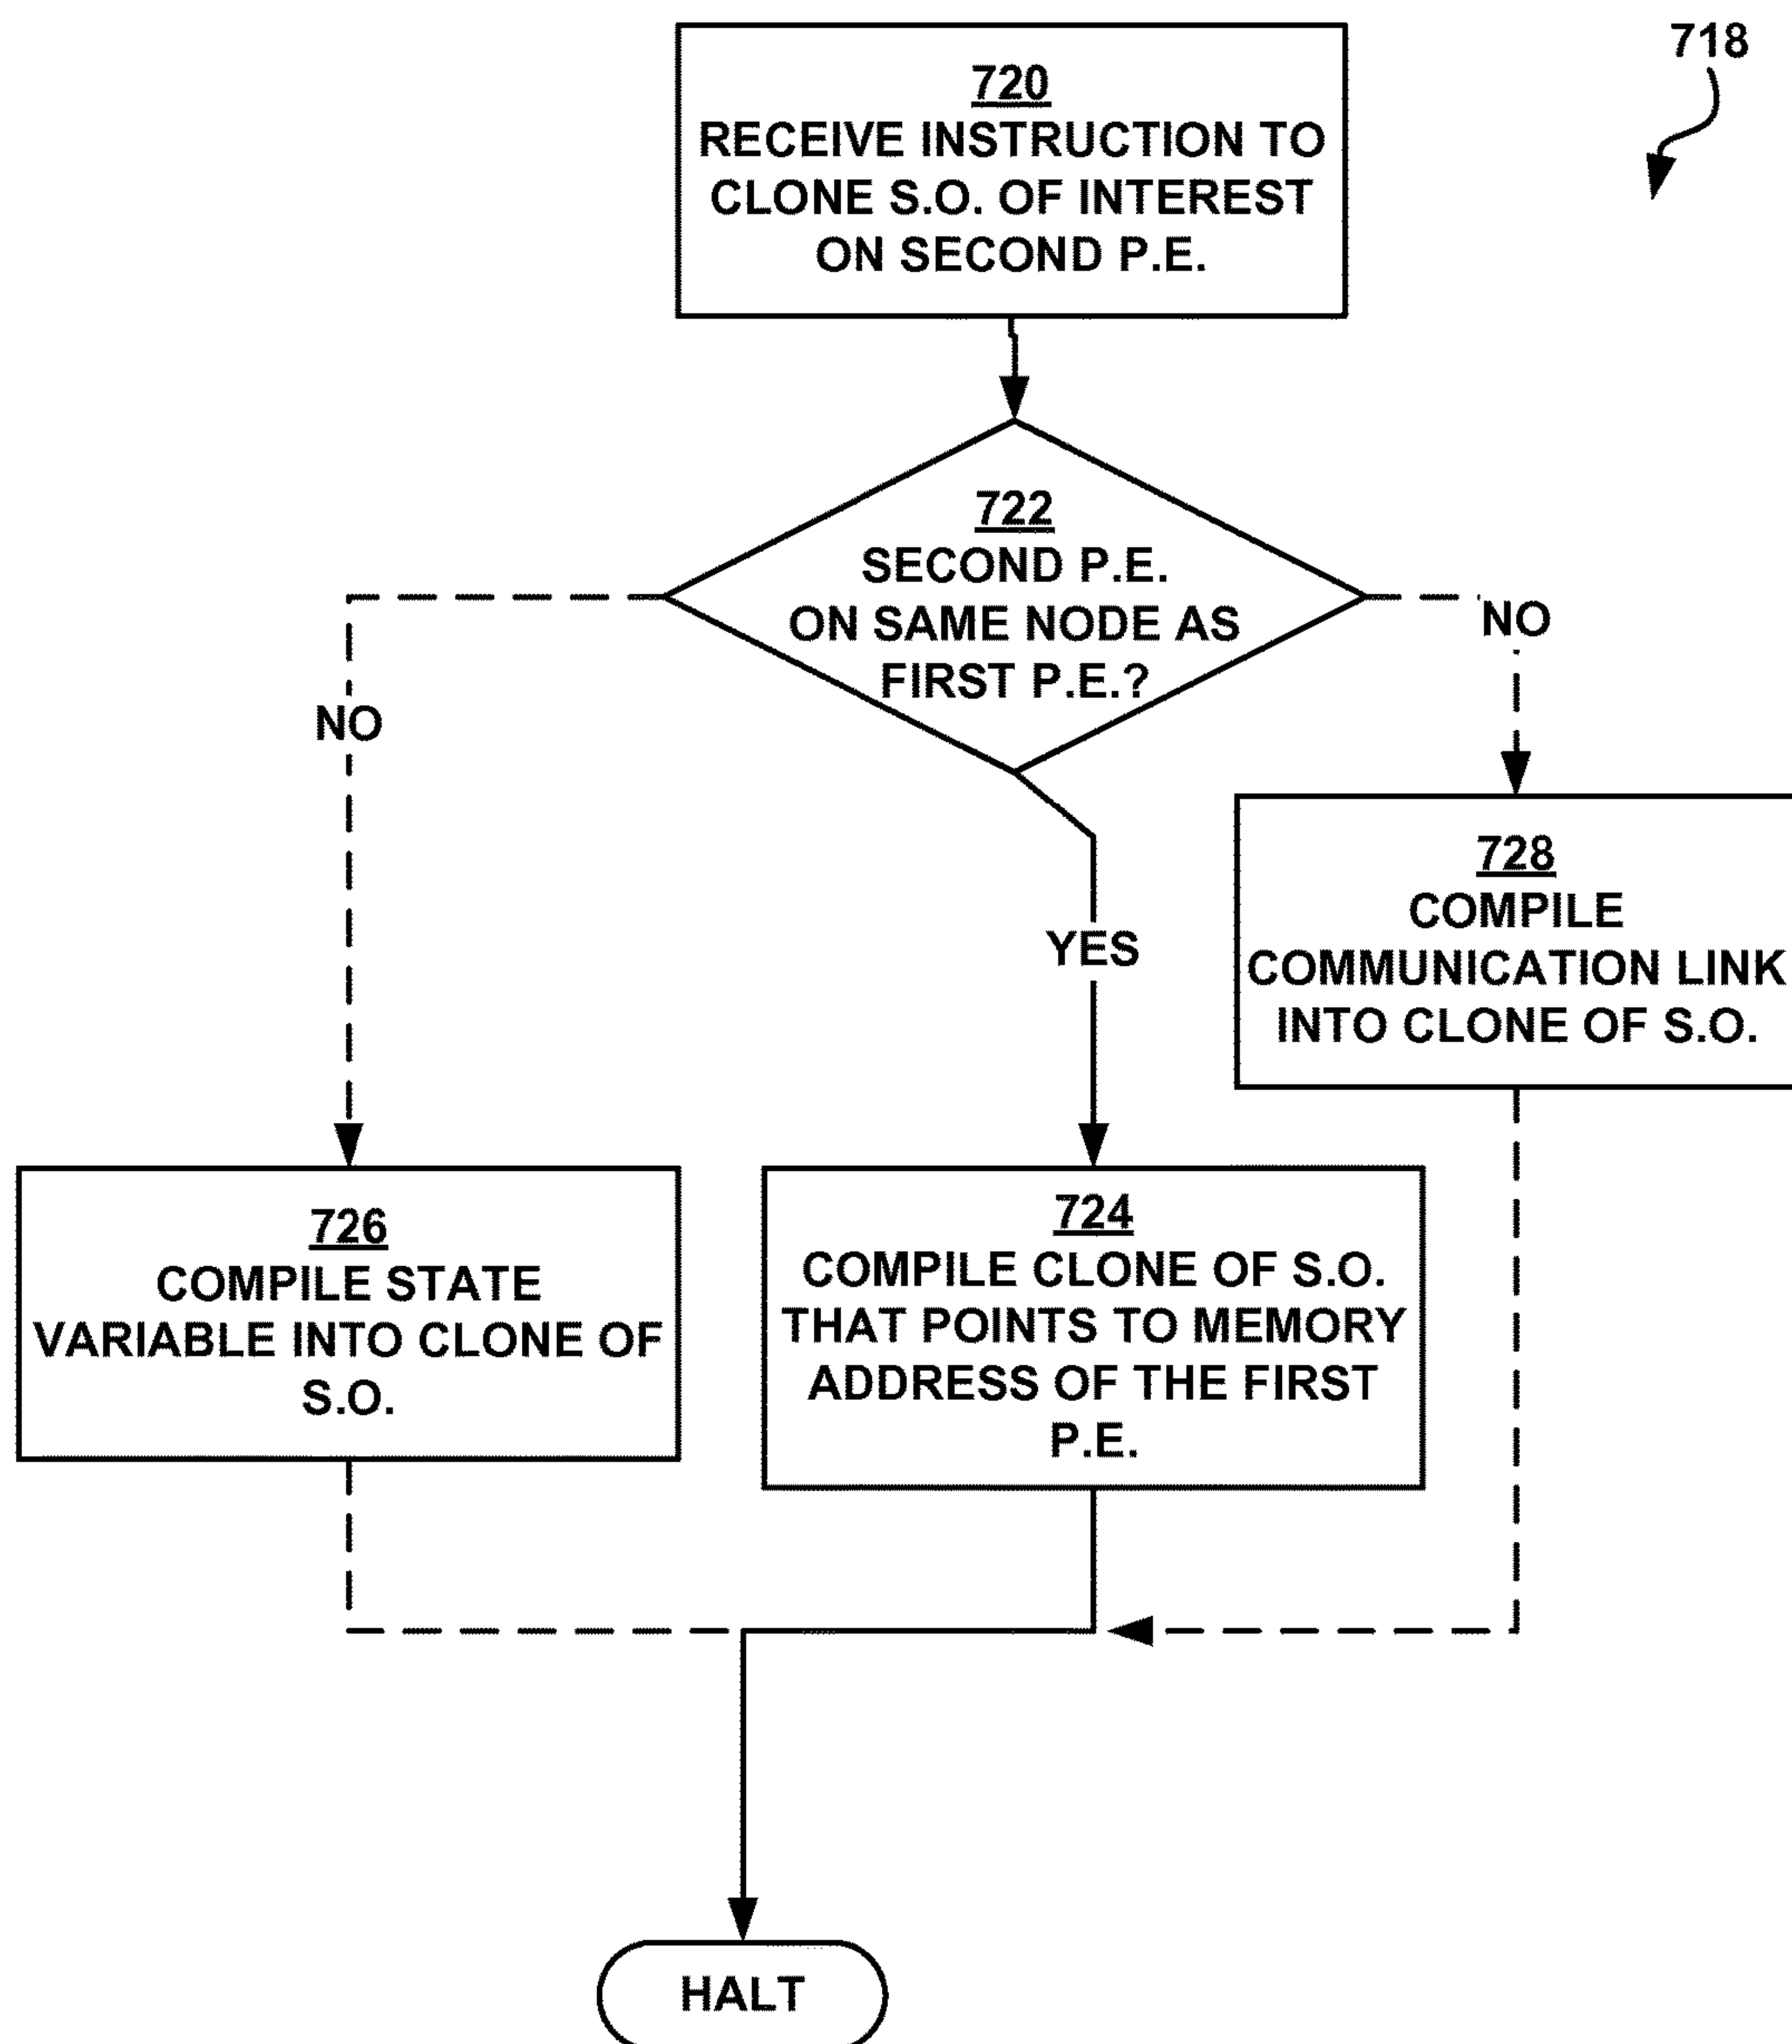 718
720
RECEIVE INSTRUCTION TO
CLONE S.O. OF INTEREST
ON SECOND P.E.
722
SECOND P.E.
ON SAME NODE AS
FIRST P.E.?
NO
NO
YES
728
COMPILE
COMMUNICATION LINK
INTO CLONE OF S.O.
726
COMPILE STATE
VARIABLE INTO CLONE OF
S.O.
724
COMPILE CLONE OF S.O.
THAT POINTS TO MEMORY
ADDRESS OF THE FIRST
P.E.
HALT